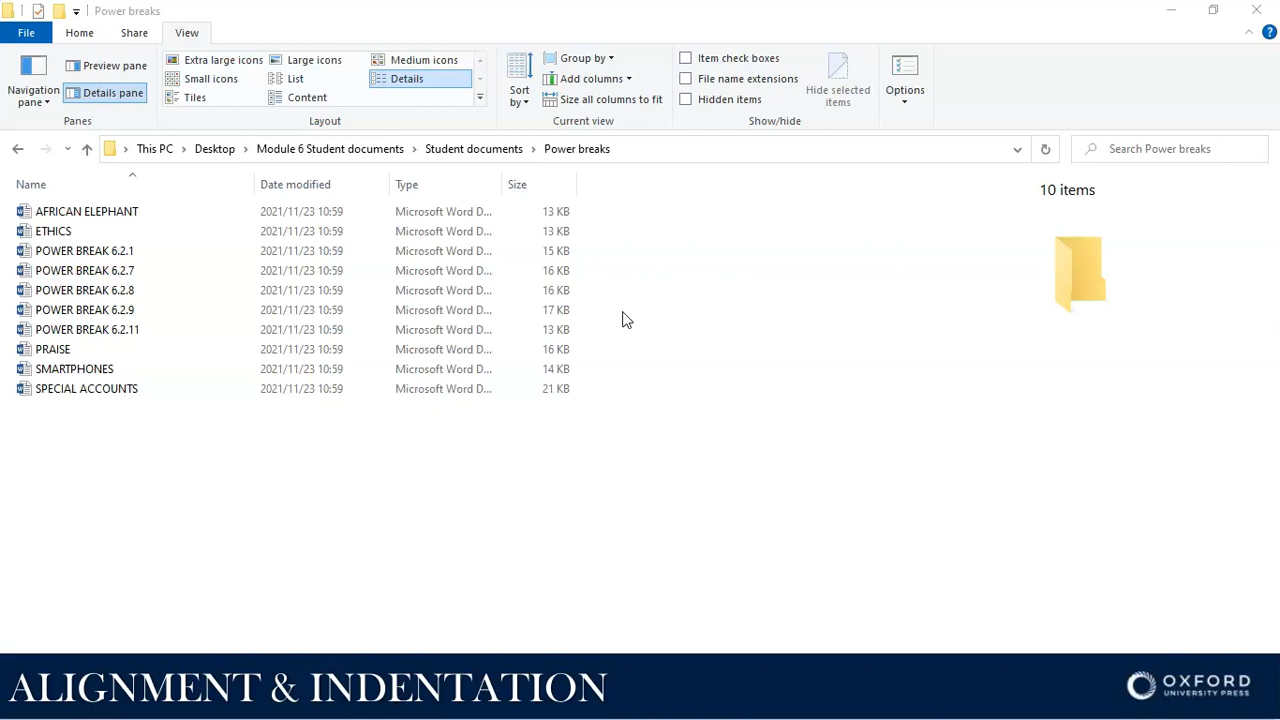 Power breaks
File Home Share View
Extra large icons Large icons Medium icons
Small icons List Details
Tiles Content
Navigation pane
Preview pane
Details pane
Sort by
Group by
Add columns
Size all columns to fit
Item check boxes
File name extensions
Hidden items
Hide selected items
Options
Panes Layout Current view Show/hide
This PC Desktop Module 6 Student documents Student documents Power breaks Search Power breaks
Name Date modified Type Size
10 items
AFRICAN ELEPHANT 2021/11/23 10:59 Microsoft Word D... 13 KB
ETHICS 2021/11/23 10:59 Microsoft Word D... 13 KB
POWER BREAK 6.2.1 2021/11/23 10:59 Microsoft Word D... 15 KB
POWER BREAK 6.2.7 2021/11/23 10:59 Microsoft Word D... 16 KB
POWER BREAK 6.2.8 2021/11/23 10:59 Microsoft Word D... 16 KB
POWER BREAK 6.2.9 2021/11/23 10:59 Microsoft Word D... 17 KB
POWER BREAK 6.2.11 2021/11/23 10:59 Microsoft Word D... 13 KB
PRAISE 2021/11/23 10:59 Microsoft Word D... 16 KB
SMARTPHONES 2021/11/23 10:59 Microsoft Word D... 14 KB
SPECIAL ACCOUNTS 2021/11/23 10:59 Microsoft Word D... 21 KB
ALIGNMENT & INDENTATION
OXFORD
UNIVERSITY PRESS